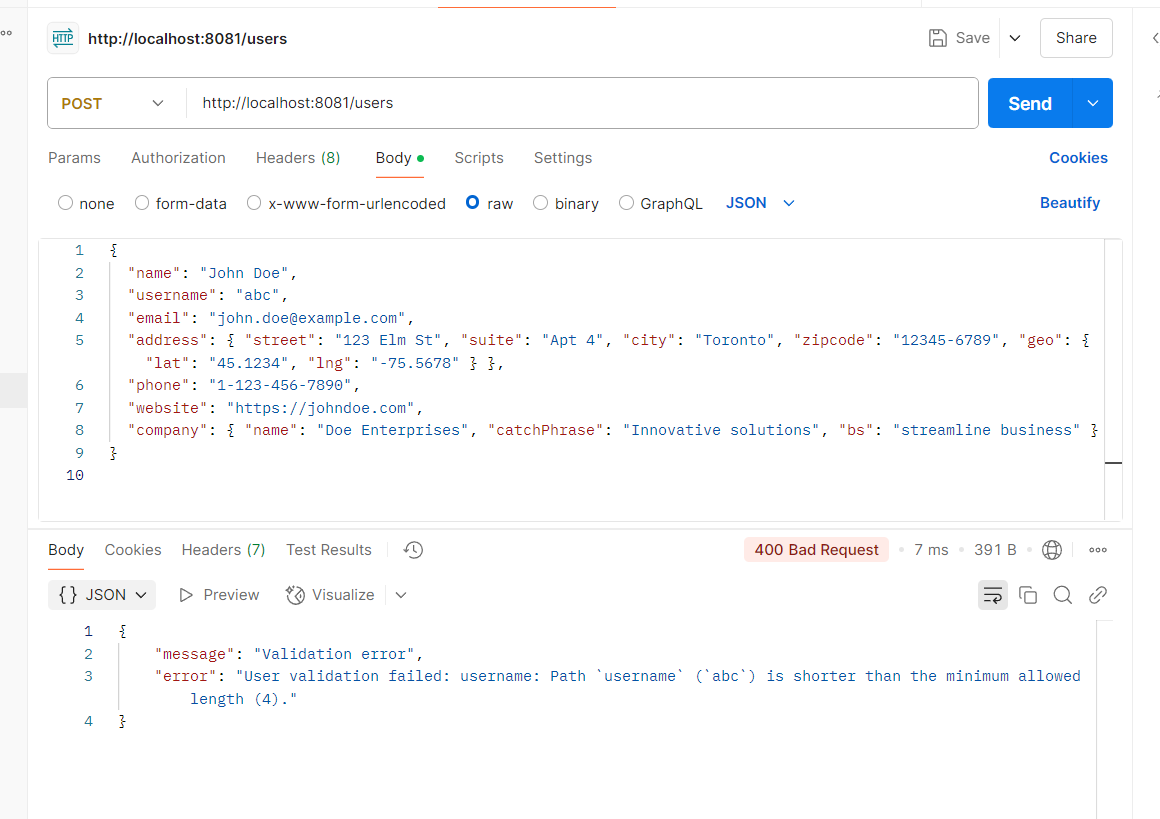 HTTP http://localhost:8081/users Save Share
POST http://localhost:8081/users Send
Params Authorization Headers (8) Body Scripts Settings Cookies
none form-data x-www-form-urlencoded raw binary GraphQL JSON Beautify
1 {
2 "name": "John Doe",
3 "username": "abc",
4 "email": "john.doe@example.com",
5 "address": { "street": "123 Elm St", "suite": "Apt 4", "city": "Toronto", "zipcode": "12345-6789", "geo": {
"lat": "45.1234", "lng": "-75.5678" } },
6 "phone": "1-123-456-7890",
7 "website": "https://johndoe.com",
8 "company": { "name": "Doe Enterprises", "catchPhrase": "Innovative solutions", "bs": "streamline business" }
9 }
10
Body Cookies Headers (7) Test Results 400 Bad Request 7 ms 391 B
{} JSON Preview Visualize
1 {
2 "message": "Validation error",
3 "error": "User validation failed: username: Path `username` (`abc`) is shorter than the minimum allowed
length (4)."
4 }